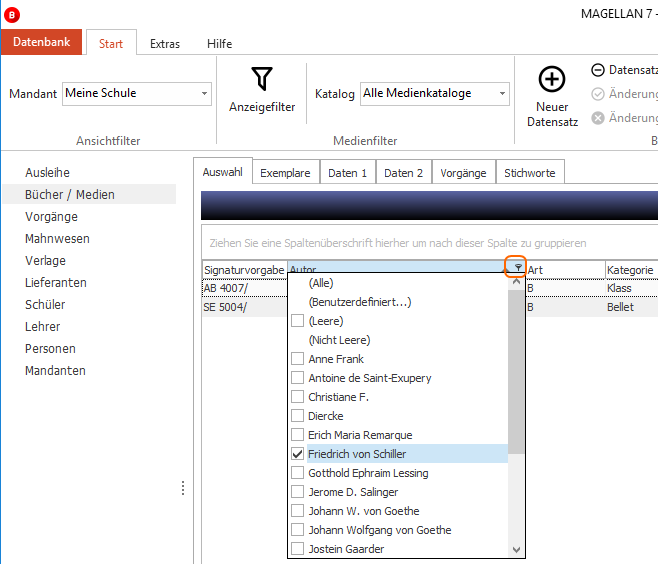 B MAGELLAN 7 -
Datenbank Start Extras Hilfe
Mandant Meine Schule
Ansichtfilter
Anzeigefilter
Katalog Alle Medienkataloge
Medienfilter
Neuer
Datensatz
Datensatz
Änderung
Änderung
B
Ausleihe
Bücher / Medien
Vorgänge
Mahnwesen
Verlage
Lieferanten
Schüler
Lehrer
Personen
Mandanten
Auswahl Exemplare Daten 1 Daten 2 Vorgänge Stichworte
Ziehen Sie eine Spaltenüberschrift hierher um nach dieser Spalte zu gruppieren
Signaturvorgabe Autor Art Kategorie
AB 4007/ B Klass
SE 5004/ B Bellet
(Alle)
(Benutzerdefiniert...)
(Leere)
(Nicht Leere)
Anne Frank
Antoine de Saint-Exupery
Christiane F.
Diercke
Erich Maria Remarque
Friedrich von Schiller
Gotthold Ephraim Lessing
Jerome D. Salinger
Johann W. von Goethe
Johann Wolfgang von Goethe
Jostein Gaarder